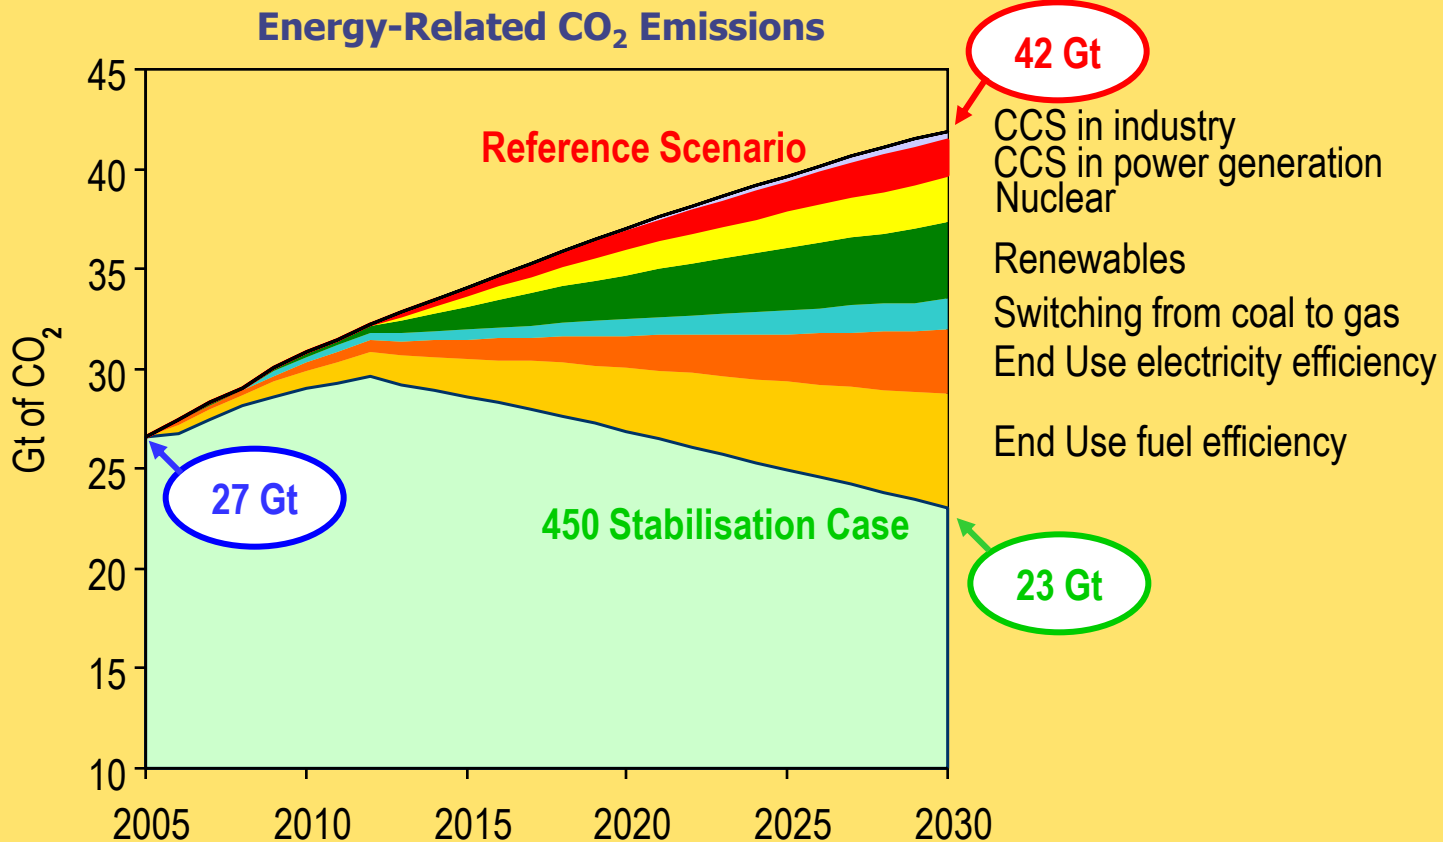 Energy-Related CO₂ Emissions
42 Gt
45
40
35
30
25
20
15
10
Gt of CO₂
Reference Scenario
CCS in industry
CCS in power generation
Nuclear
Renewables
Switching from coal to gas
End Use electricity efficiency
End Use fuel efficiency
27 Gt
450 Stabilisation Case
23 Gt
2005 2010 2015 2020 2025 2030